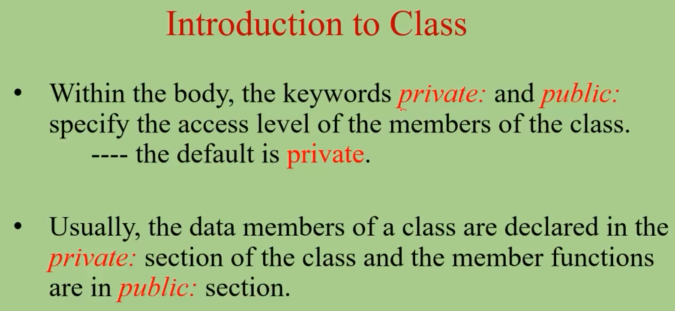 Introduction to Class
• Within the body, the keywords private: and public:
specify the access level of the members of the class.
---- the default is private.
• Usually, the data members of a class are declared in the
private: section of the class and the member functions
are in public: section.